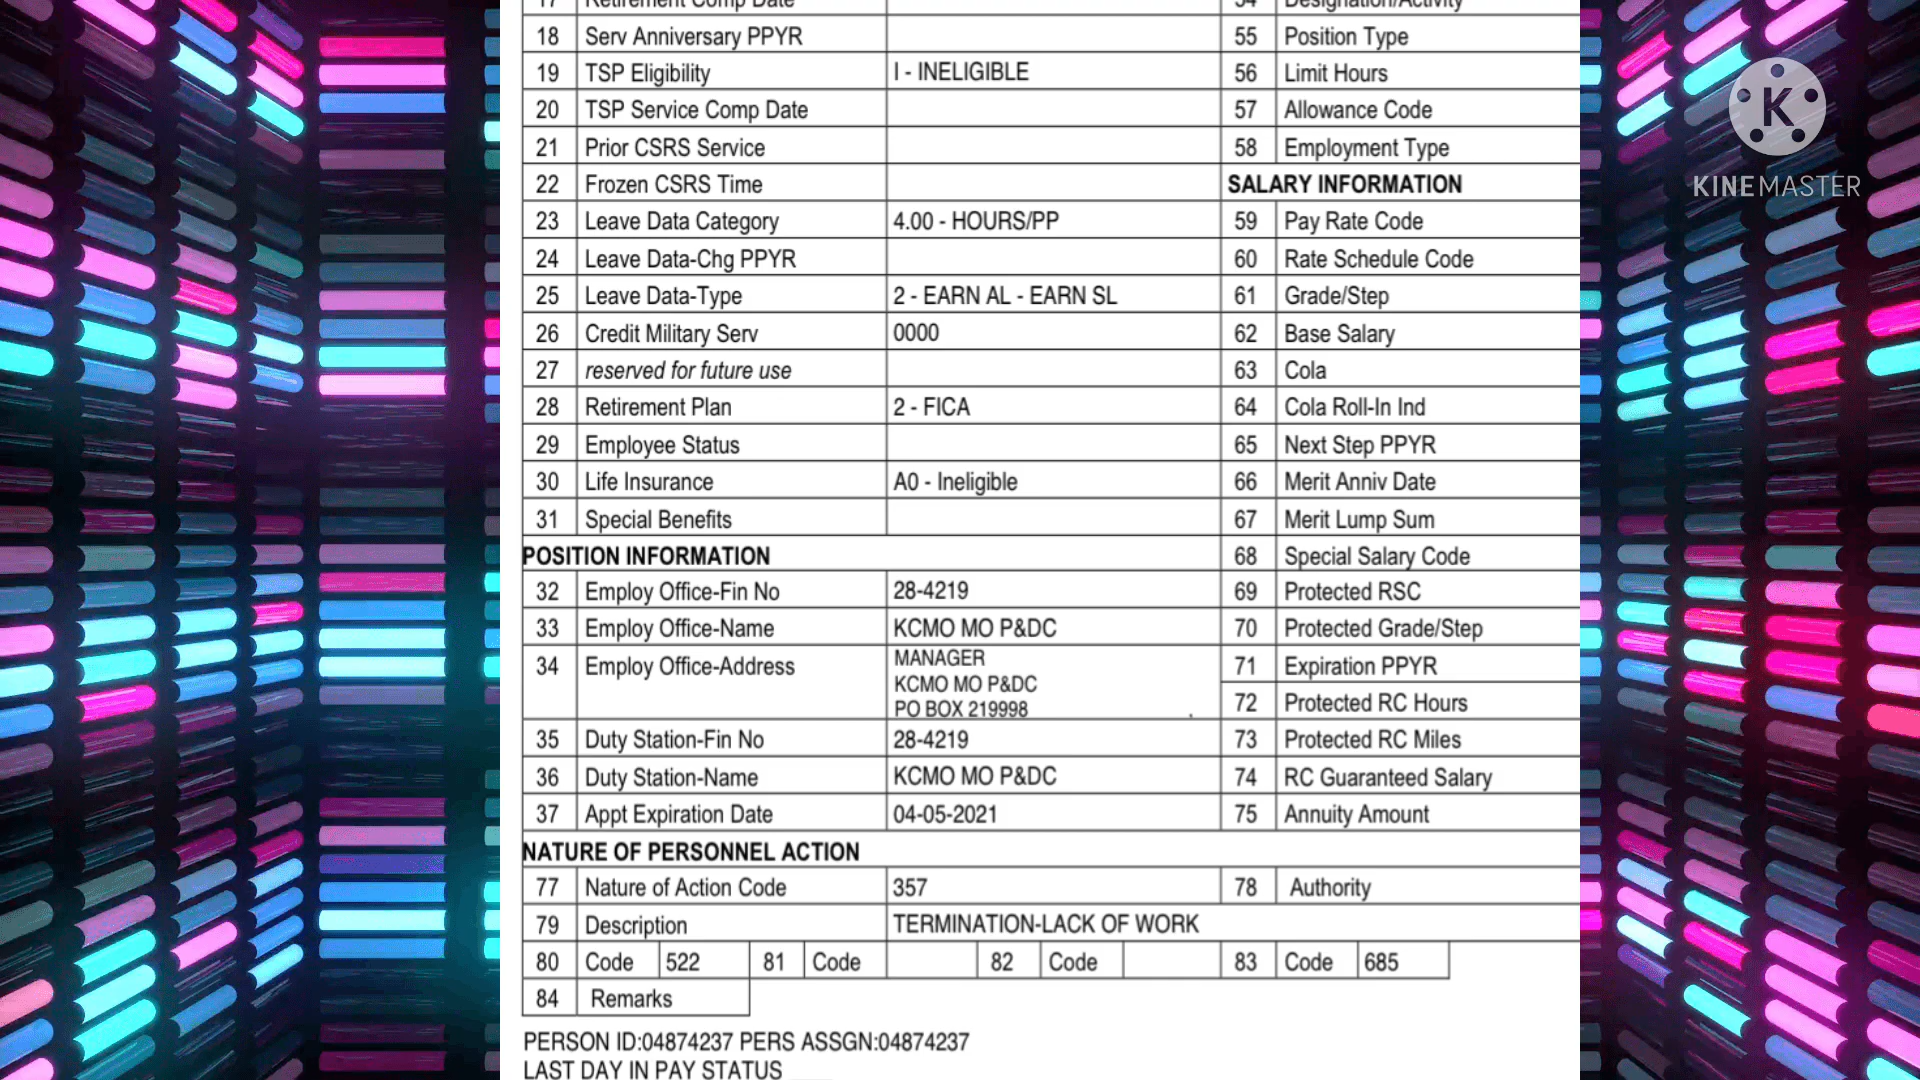 17 Retirement Comp Date 54 Designation/Activity
18 Serv Anniversary PPYR 55 Position Type
19 TSP Eligibility I - INELIGIBLE 56 Limit Hours
20 TSP Service Comp Date 57 Allowance Code
21 Prior CSRS Service 58 Employment Type
22 Frozen CSRS Time SALARY INFORMATION
23 Leave Data Category 4.00 - HOURS/PP 59 Pay Rate Code
24 Leave Data-Chg PPYR 60 Rate Schedule Code
25 Leave Data-Type 2 - EARN AL - EARN SL 61 Grade/Step
26 Credit Military Serv 0000 62 Base Salary
27 reserved for future use 63 Cola
28 Retirement Plan 2 - FICA 64 Cola Roll-In Ind
29 Employee Status 65 Next Step PPYR
30 Life Insurance A0 - Ineligible 66 Merit Anniv Date
31 Special Benefits 67 Merit Lump Sum
POSITION INFORMATION 68 Special Salary Code
32 Employ Office-Fin No 28-4219 69 Protected RSC
33 Employ Office-Name KCMO MO P&DC 70 Protected Grade/Step
34 Employ Office-Address MANAGER 71 Expiration PPYR
KCMO MO P&DC
PO BOX 219998 72 Protected RC Hours
35 Duty Station-Fin No 28-4219 73 Protected RC Miles
36 Duty Station-Name KCMO MO P&DC 74 RC Guaranteed Salary
37 Appt Expiration Date 04-05-2021 75 Annuity Amount
NATURE OF PERSONNEL ACTION
77 Nature of Action Code 357 78 Authority
79 Description TERMINATION-LACK OF WORK
80 Code 522 81 Code 82 Code 83 Code 685
84 Remarks
PERSON ID:04874237 PERS ASSGN:04874237
LAST DAY IN PAY STATUS
K
KINEMASTER